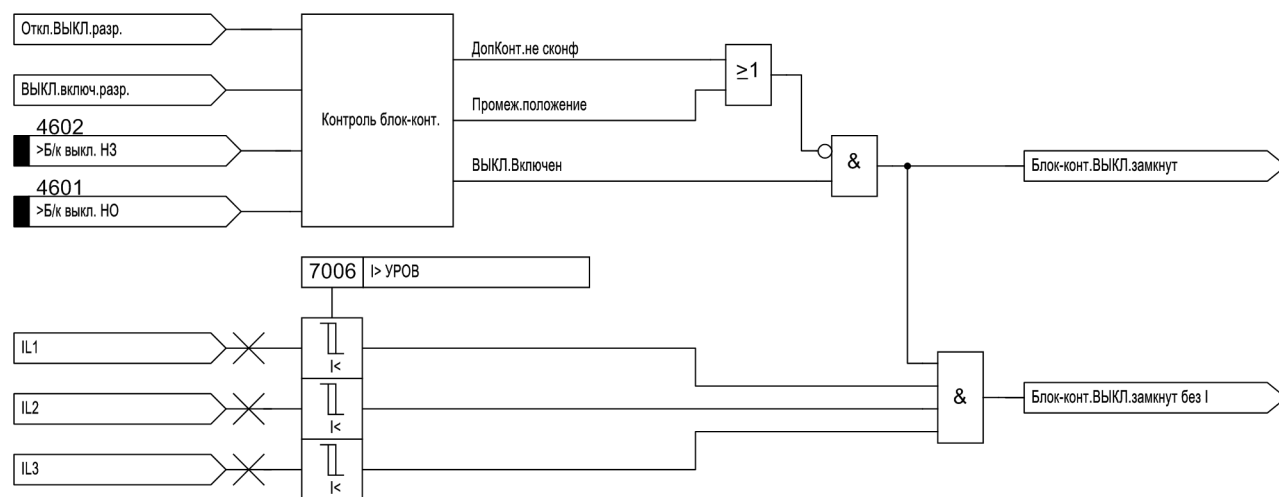 Откл.ВЫКЛ.разр.
ВЫКЛ.включ.разр.
4602
>Б/к выкл. НЗ
4601
>Б/к выкл. НО
Контроль блок-конт.
ДопКонт.не сконф
Промеж.положение
ВЫКЛ.Включен
≥1
&
Блок-конт.ВЫКЛ.замкнут
7006 I> УРОВ
IL1
I<
IL2
I<
IL3
I<
&
Блок-конт.ВЫКЛ.замкнут без I